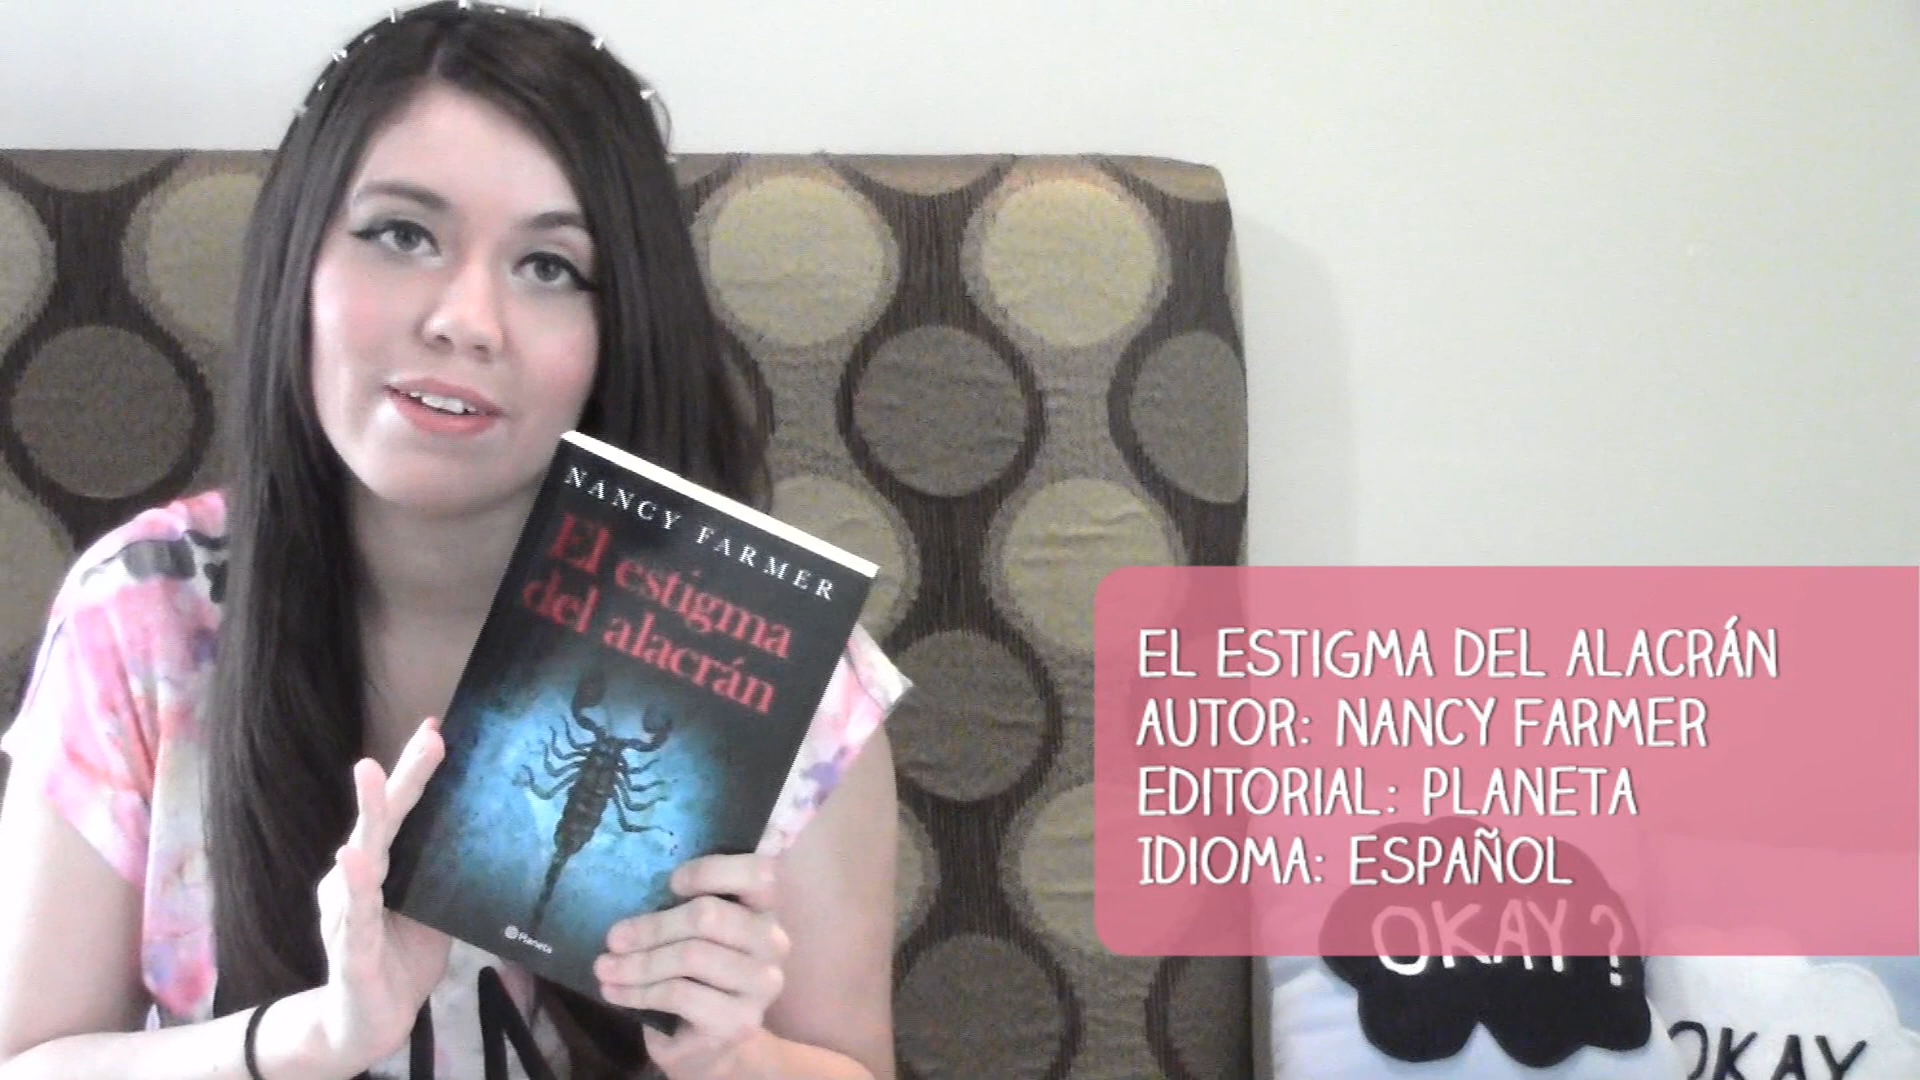 NANCY FARMER
El estigma
del alacrán
Planeta
EL ESTIGMA DEL ALACRÁN
AUTOR: NANCY FARMER
EDITORIAL: PLANETA
IDIOMA: ESPAÑOL
OKAY?
OKAY